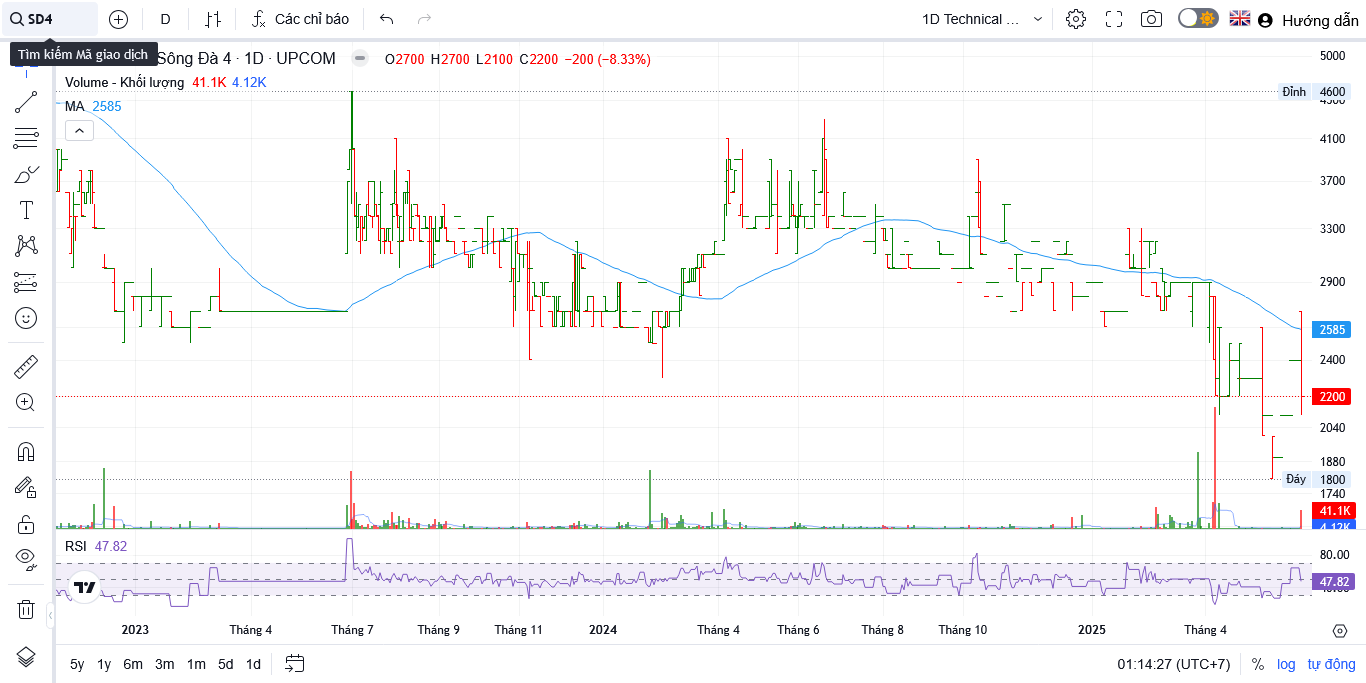 SD4
D
Các chỉ báo
1D Technical ...
Hướng dẫn
Tìm kiếm Mã giao dịch
Sông Đà 4 · 1D · UPCOM
O2700 H2700 L2100 C2200 −200 (−8.33%)
Volume - Khối lượng 41.1K 4.12K
MA 2585
5000
Đỉnh 4600
4100
3700
3300
2900
2585
2400
2200
2040
1880
Đáy 1800
1740
41.1K
4.12K
RSI 47.82
80.00
47.82
2023 Tháng 4 Tháng 7 Tháng 9 Tháng 11 2024 Tháng 4 Tháng 6 Tháng 8 Tháng 10 2025 Tháng 4
5y 1y 6m 3m 1m 5d 1d
01:14:27 (UTC+7) % log tự động